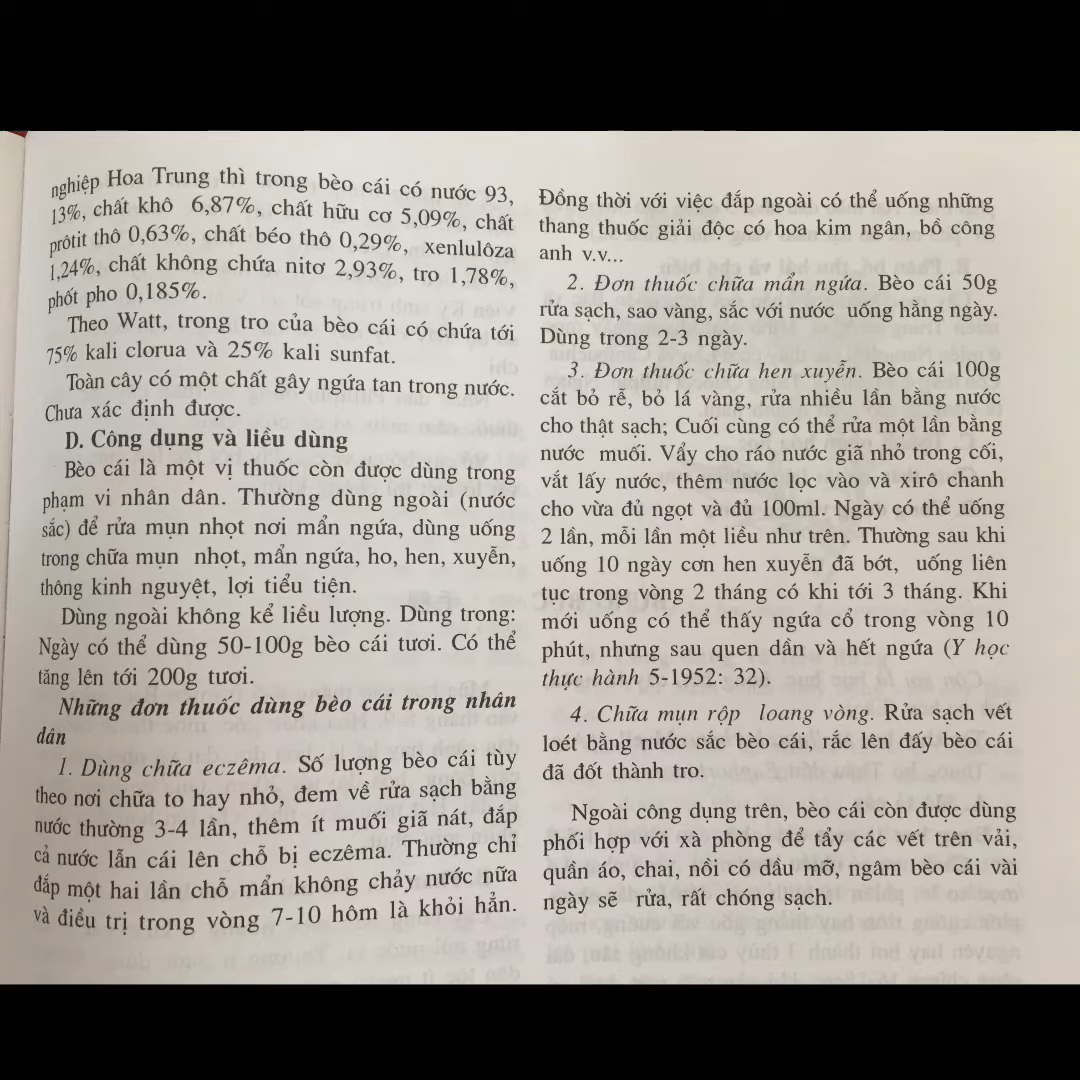 nghiệp Hoa Trung thì trong bèo cái có nước 93,
13%, chất khô 6,87%, chất hữu cơ 5,09%, chất
prôtit thô 0,63%, chất béo thô 0,29%, xenlulôza
1,24%, chất không chứa nitơ 2,93%, tro 1,78%,
phốt pho 0,185%.
Theo Watt, trong tro của bèo cái có chứa tới
75% kali clorua và 25% kali sunfat.
Toàn cây có một chất gây ngứa tan trong nước.
Chưa xác định được.
D. Công dụng và liều dùng
Bèo cái là một vị thuốc còn được dùng trong
phạm vi nhân dân. Thường dùng ngoài (nước
sắc) để rửa mụn nhọt nơi mẩn ngứa, dùng uống
trong chữa mụn nhọt, mẩn ngứa, ho, hen, xuyễn,
thông kinh nguyệt, lợi tiểu tiện.
Dùng ngoài không kể liều lượng. Dùng trong:
Ngày có thể dùng 50-100g bèo cái tươi. Có thể
tăng lên tới 200g tươi.
Những đơn thuốc dùng bèo cái trong nhân
dân
1. Dùng chữa eczêma. Số lượng bèo cái tùy
theo nơi chữa to hay nhỏ, đem về rửa sạch bằng
nước thường 3-4 lần, thêm ít muối giã nát, đắp
cả nước lẫn cái lên chỗ bị eczêma. Thường chỉ
đắp một hai lần chỗ mẩn không chảy nước nữa
và điều trị trong vòng 7-10 hôm là khỏi hẳn.
Đồng thời với việc đắp ngoài có thể uống những
thang thuốc giải độc có hoa kim ngân, bồ công
anh v.v...
2. Đơn thuốc chữa mẩn ngứa. Bèo cái 50g
rửa sạch, sao vàng, sắc với nước uống hằng ngày.
Dùng trong 2-3 ngày.
3. Đơn thuốc chữa hen xuyễn. Bèo cái 100g
cắt bỏ rễ, bỏ lá vàng, rửa nhiều lần bằng nước
cho thật sạch; Cuối cùng có thể rửa một lần bằng
nước muối. Vẩy cho ráo nước giã nhỏ trong cối,
vắt lấy nước, thêm nước lọc vào và xirô chanh
cho vừa đủ ngọt và đủ 100ml. Ngày có thể uống
2 lần, mỗi lần một liều như trên. Thường sau khi
uống 10 ngày cơn hen xuyễn đã bớt, uống liên
tục trong vòng 2 tháng có khi tới 3 tháng. Khi
mới uống có thể thấy ngứa cổ trong vòng 10
phút, nhưng sau quen dần và hết ngứa (Y học
thực hành 5-1952: 32).
4. Chữa mụn rộp loang vòng. Rửa sạch vết
loét bằng nước sắc bèo cái, rắc lên đấy bèo cái
đã đốt thành tro.
Ngoài công dụng trên, bèo cái còn được dùng
phối hợp với xà phòng để tẩy các vết trên vải,
quần áo, chai, nồi có dầu mỡ, ngâm bèo cái vài
ngày sẽ rửa, rất chóng sạch.